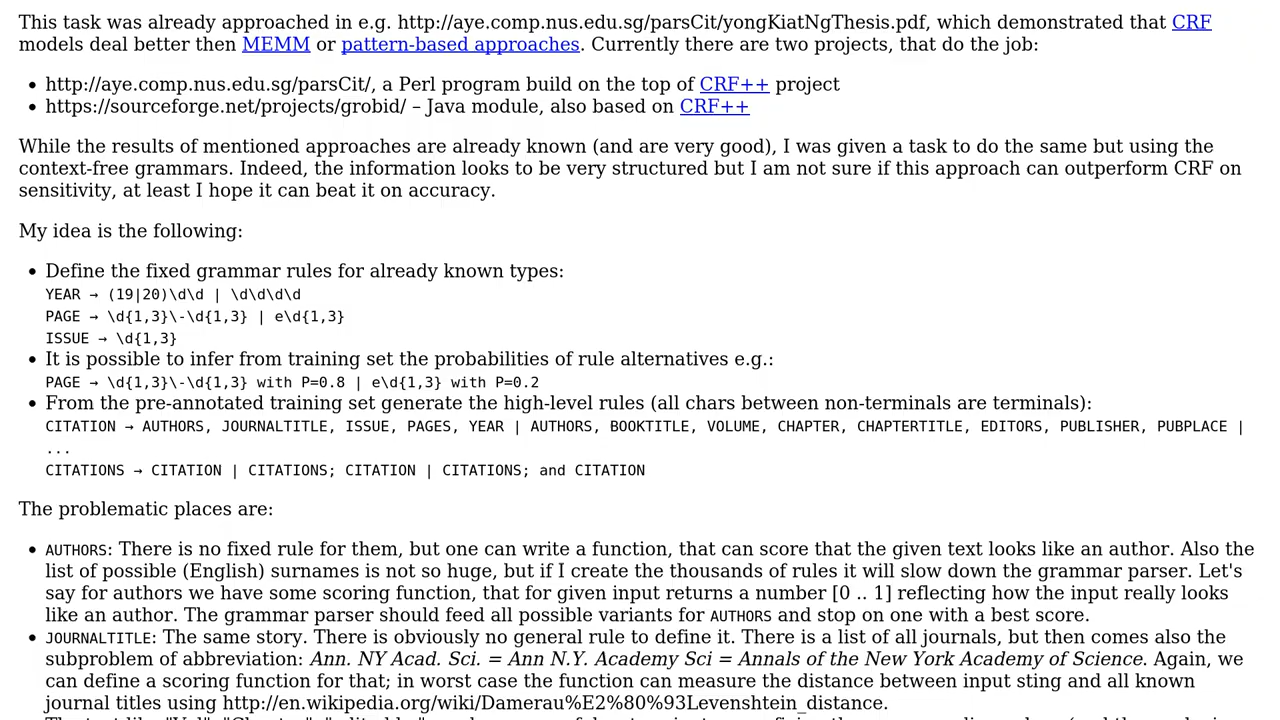 This task was already approached in e.g. http://aye.comp.nus.edu.sg/parsCit/yongKiatNgThesis.pdf, which demonstrated that CRF
models deal better then MEMM or pattern-based approaches. Currently there are two projects, that do the job:
• http://aye.comp.nus.edu.sg/parsCit/, a Perl program build on the top of CRF++ project
• https://sourceforge.net/projects/grobid/ – Java module, also based on CRF++
While the results of mentioned approaches are already known (and are very good), I was given a task to do the same but using the
context-free grammars. Indeed, the information looks to be very structured but I am not sure if this approach can outperform CRF on
sensitivity, at least I hope it can beat it on accuracy.
My idea is the following:
• Define the fixed grammar rules for already known types:
YEAR → (19|20)\d\d | \d\d\d\d
PAGE → \d{1,3}\-\d{1,3} | e\d{1,3}
ISSUE → \d{1,3}
• It is possible to infer from training set the probabilities of rule alternatives e.g.:
PAGE → \d{1,3}\-\d{1,3} with P=0.8 | e\d{1,3} with P=0.2
• From the pre-annotated training set generate the high-level rules (all chars between non-terminals are terminals):
CITATION → AUTHORS, JOURNALTITLE, ISSUE, PAGES, YEAR | AUTHORS, BOOKTITLE, VOLUME, CHAPTER, CHAPTERTITLE, EDITORS, PUBLISHER, PUBPLACE |
...
CITATIONS → CITATION | CITATIONS; CITATION | CITATIONS; and CITATION
The problematic places are:
• AUTHORS: There is no fixed rule for them, but one can write a function, that can score that the given text looks like an author. Also the
list of possible (English) surnames is not so huge, but if I create the thousands of rules it will slow down the grammar parser. Let's
say for authors we have some scoring function, that for given input returns a number [0 .. 1] reflecting how the input really looks
like an author. The grammar parser should feed all possible variants for AUTHORS and stop on one with a best score.
• JOURNALTITLE: The same story. There is obviously no general rule to define it. There is a list of all journals, but then comes also the
subproblem of abbreviation: Ann. NY Acad. Sci. = Ann N.Y. Academy Sci = Annals of the New York Academy of Science. Again, we
can define a scoring function for that; in worst case the function can measure the distance between input sting and all known
journal titles using http://en.wikipedia.org/wiki/Damerau%E2%80%93Levenshtein_distance.